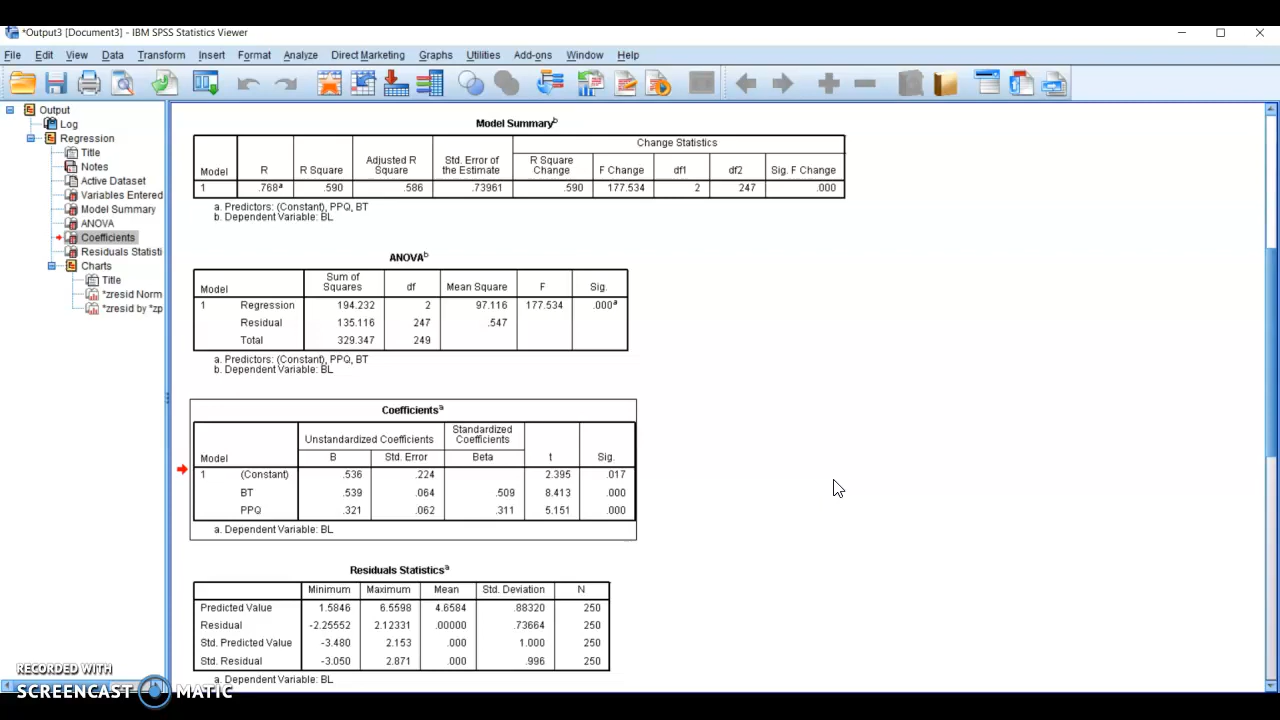 *Output3 [Document3] - IBM SPSS Statistics Viewer
File Edit View Data Transform Insert Format Analyze Direct Marketing Graphs Utilities Add-ons Window Help
Output
Log
Regression
Title
Notes
Active Dataset
Variables Entered
Model Summary
ANOVA
Coefficients
Residuals Statisti
Charts
Title
*zresid Norm
*zresid by *zp
Model Summaryb
Change Statistics
Model R R Square Adjusted R Square Std. Error of the Estimate R Square Change F Change df1 df2 Sig. F Change
1 .768a .590 .586 .73961 .590 177.534 2 247 .000
a. Predictors: (Constant), PPQ, BT
b. Dependent Variable: BL
ANOVAb
Model Sum of Squares df Mean Square F Sig.
1 Regression 194.232 2 97.116 177.534 .000a
Residual 135.116 247 .547
Total 329.347 249
a. Predictors: (Constant), PPQ, BT
b. Dependent Variable: BL
Coefficientsa
Unstandardized Coefficients Standardized Coefficients
Model B Std. Error Beta t Sig.
1 (Constant) .536 .224 2.395 .017
BT .539 .064 .509 8.413 .000
PPQ .321 .062 .311 5.151 .000
a. Dependent Variable: BL
Residuals Statisticsa
Minimum Maximum Mean Std. Deviation N
Predicted Value 1.5846 6.5598 4.6584 .88320 250
Residual -2.25552 2.12331 .00000 .73664 250
Std. Predicted Value -3.480 2.153 .000 1.000 250
Std. Residual -3.050 2.871 .000 .996 250
a. Dependent Variable: BL
RECORDED WITH
SCREENCAST MATIC